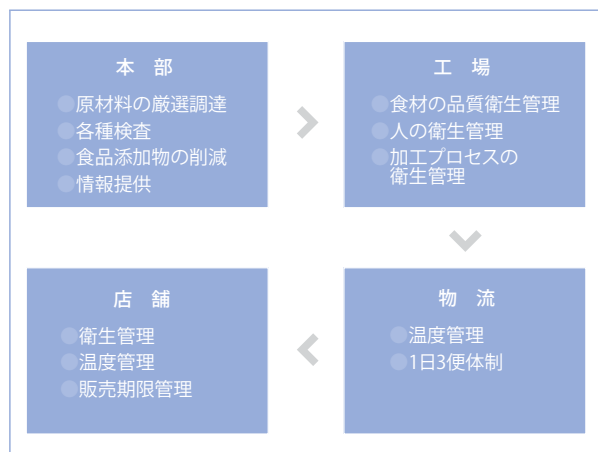 本 部
●原材料の厳選調達
●各種検査
●食品添加物の削減
●情報提供
工 場
●食材の品質衛生管理
●人の衛生管理
●加工プロセスの
衛生管理
物 流
●温度管理
●1日3便体制
店 舗
●衛生管理
●温度管理
●販売期限管理